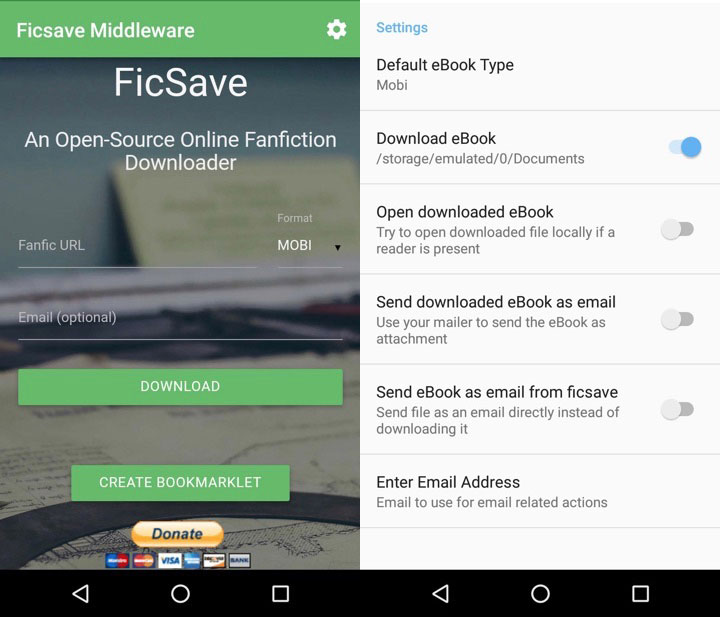 Ficsave Middleware
FicSave
An Open-Source Online Fanfiction
Downloader
Format
Fanfic URL
MOBI
Email (optional)
DOWNLOAD
CREATE BOOKMARKLET
Donate
VISA
BANK
Settings
Default eBook Type
Mobi
Download eBook
/storage/emulated/0/Documents
Open downloaded eBook
Try to open downloaded file locally if a
reader is present
Send downloaded eBook as email
Use your mailer to send the eBook as
attachment
Send eBook as email from ficsave
Send file as an email directly instead of
downloading it
Enter Email Address
Email to use for email related actions